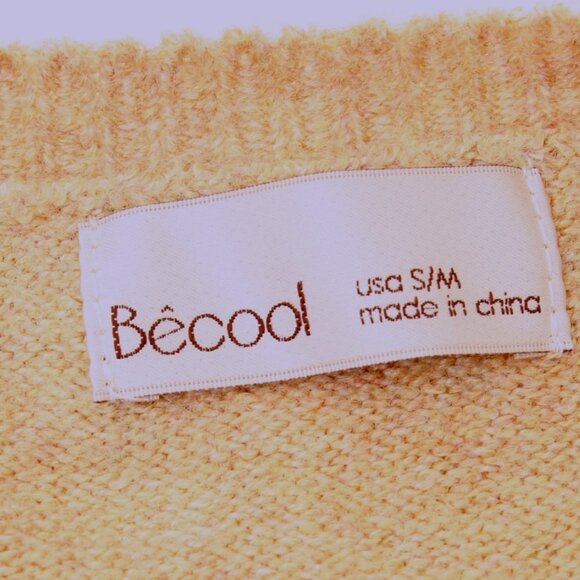 Bêcool
usa S/M
made in china